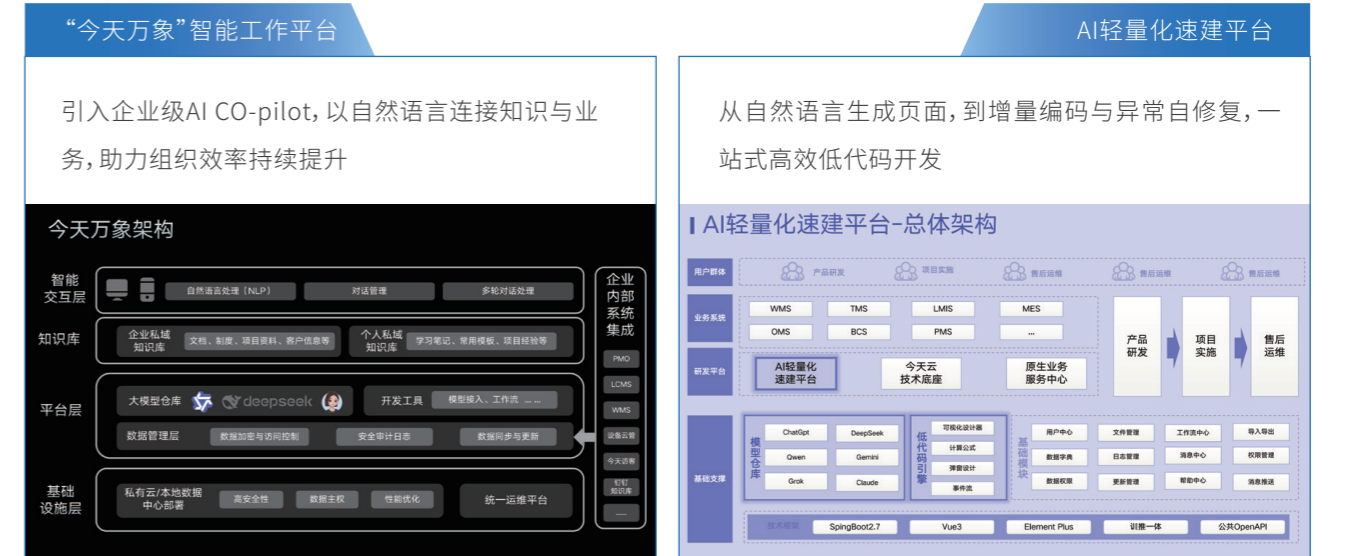 “今天万象”智能工作平台
引入企业级AI CO-pilot，以自然语言连接知识与业
务，助力组织效率持续提升
今天万象架构
智能
交互层
自然语言处理（NLP）
对话管理
多轮对话处理
知识库
企业私域
知识库
文档、制度、项目资料、客户信息等
个人私域
知识库
学习笔记、常用模板、项目经验等
平台层
大模型仓库
deepseek
开发工具
模型接入、工作流 ... ...
数据管理层
数据加密与访问控制
安全审计日志
数据同步与更新
基础
设施层
私有云/本地数据
中心部署
高安全性
数据主权
性能优化
统一运维平台
企业
内部
系统
集成
PMO
LCMS
WMS
设备云管
今天访客
钉钉
知识库
AI轻量化速建平台
从自然语言生成页面，到增量编码与异常自修复，一
站式高效低代码开发
AI轻量化速建平台-总体架构
用户群体
产品研发
项目实施
售后运维
售后运维
售后运维
业务系统
WMS
TMS
LMIS
MES
OMS
BCS
PMS
...
研发平台
AI轻量化
速建平台
今天云
技术底座
原生业务
服务中心
产品
研发
项目
实施
售后
运维
基础支撑
模型仓库
ChatGpt
DeepSeek
Qwen
Gemini
Grok
Claude
低代码引擎
可视化设计器
计算公式
弹窗设计
事件流
基础模块
用户中心
文件管理
工作流中心
导入导出
数据字典
日志管理
消息中心
权限管理
数据权限
更新管理
帮助中心
消息推送
技术框架
SpingBoot2.7
Vue3
Element Plus
训推一体
公共OpenAPI